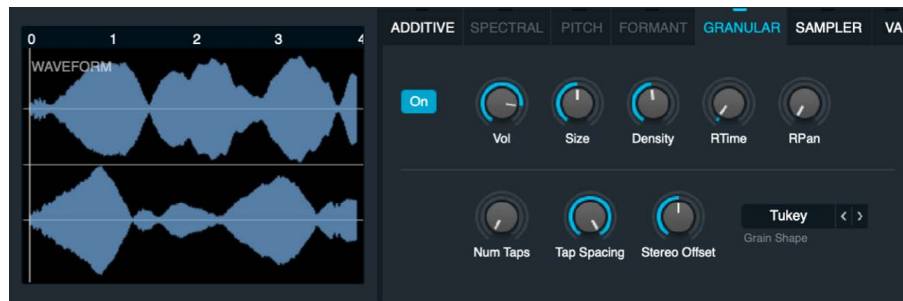 ADDITIVE SPECTRAL PITCH FORMANT GRANULAR SAMPLER VA
0 1 2 3 4
WAVEFORM
On
Vol Size Density RTime RPan
Num Taps Tap Spacing Stereo Offset
Tukey < >
Grain Shape